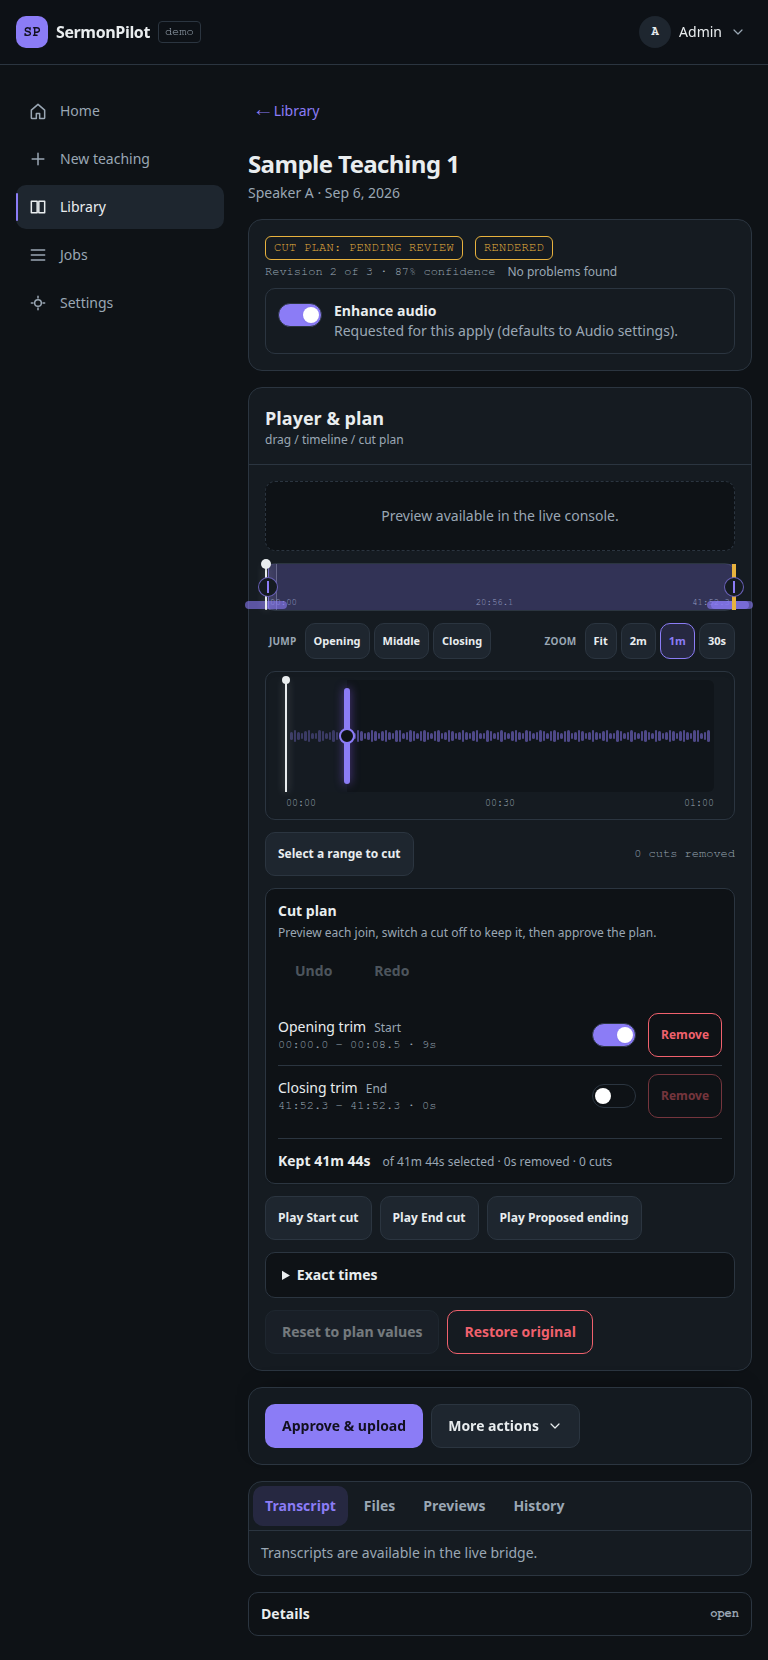 SP SermonPilot demo
A Admin
Home
New teaching
Library
Jobs
Settings
← Library
Sample Teaching 1
Speaker A · Sep 6, 2026
CUT PLAN: PENDING REVIEW RENDERED
Revision 2 of 3 · 87% confidence No problems found
Enhance audio
Requested for this apply (defaults to Audio settings).
Player & plan
drag / timeline / cut plan
Preview available in the live console.
20:56.1
JUMP Opening Middle Closing ZOOM Fit 2m 1m 30s
00:00 00:30 01:00
Select a range to cut 0 cuts removed
Cut plan
Preview each join, switch a cut off to keep it, then approve the plan.
Undo Redo
Opening trim Start
00:00.0 – 00:08.5 · 9s
Remove
Closing trim End
41:52.3 – 41:52.3 · 0s
Remove
Kept 41m 44s of 41m 44s selected · 0s removed · 0 cuts
Play Start cut Play End cut Play Proposed ending
Exact times
Reset to plan values Restore original
Approve & upload More actions
Transcript Files Previews History
Transcripts are available in the live bridge.
Details open